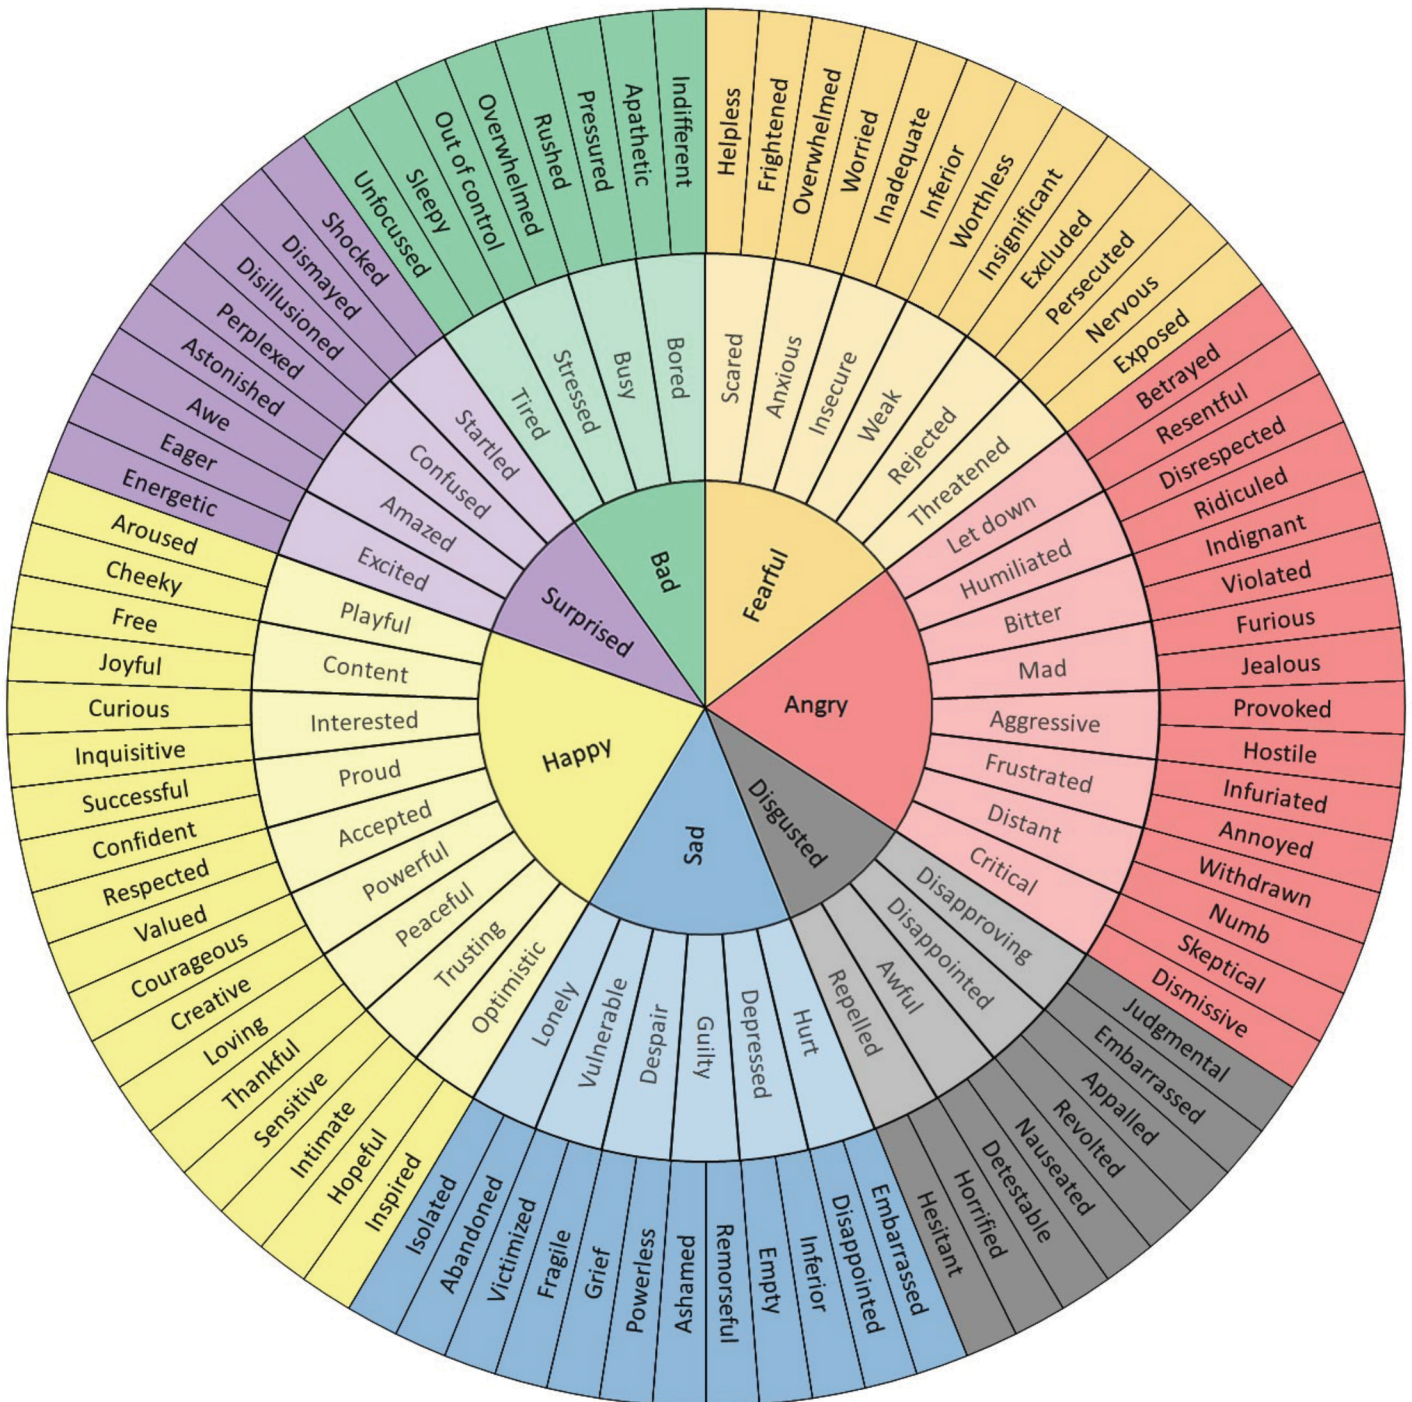 Fearful
Angry
Disgusted
Sad
Happy
Surprised
Bad
Scared
Anxious
Insecure
Weak
Rejected
Threatened
Let down
Humiliated
Bitter
Mad
Aggressive
Frustrated
Distant
Critical
Disapproving
Disappointed
Awful
Repelled
Hurt
Depressed
Guilty
Despair
Vulnerable
Lonely
Optimistic
Trusting
Peaceful
Powerful
Accepted
Proud
Interested
Content
Playful
Excited
Amazed
Confused
Startled
Tired
Stressed
Busy
Bored
Helpless
Frightened
Overwhelmed
Worried
Inadequate
Inferior
Worthless
Insignificant
Excluded
Persecuted
Nervous
Exposed
Betrayed
Resentful
Disrespected
Ridiculed
Indignant
Violated
Furious
Jealous
Provoked
Hostile
Infuriated
Annoyed
Withdrawn
Numb
Skeptical
Dismissive
Judgmental
Embarrassed
Appalled
Revolted
Nauseated
Detestable
Horrified
Hesitant
Embarrassed
Disappointed
Inferior
Empty
Remorseful
Ashamed
Powerless
Grief
Fragile
Victimized
Abandoned
Isolated
Inspired
Hopeful
Intimate
Sensitive
Thankful
Loving
Creative
Courageous
Valued
Respected
Confident
Successful
Inquisitive
Curious
Joyful
Free
Cheeky
Aroused
Energetic
Eager
Awe
Astonished
Perplexed
Disillusioned
Dismayed
Shocked
Unfocussed
Sleepy
Out of control
Overwhelmed
Rushed
Pressured
Apathetic
Indifferent